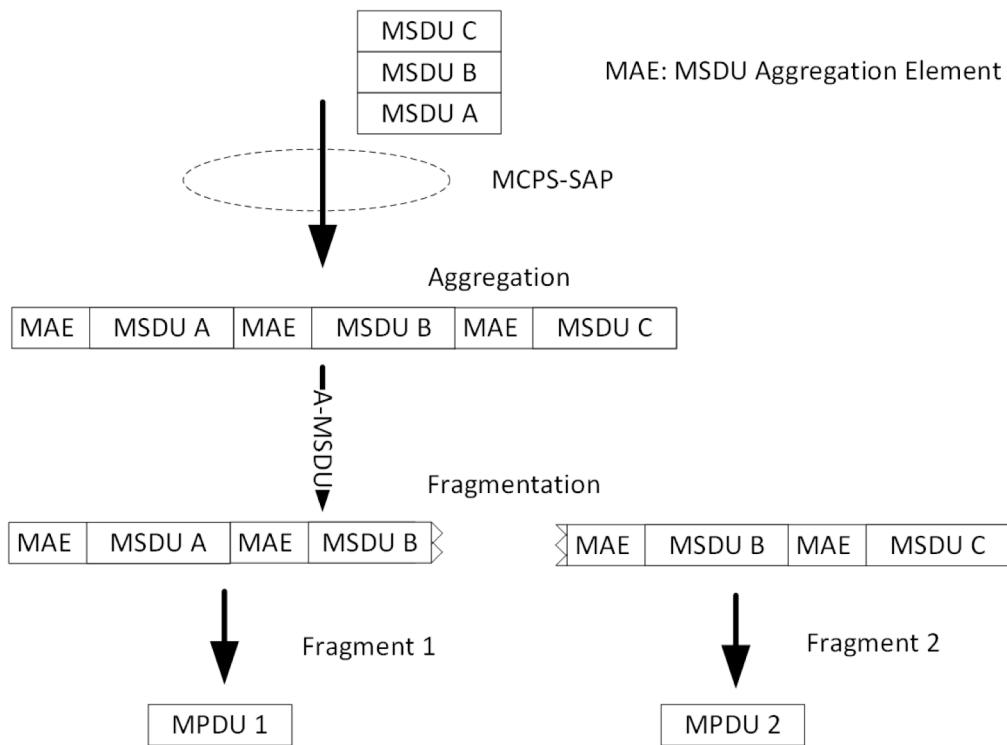 MSDU C
MSDU B
MSDU A
MAE: MSDU Aggregation Element
MCPS-SAP
Aggregation
MAE MSDU A MAE MSDU B MAE MSDU C
A-MSDU
Fragmentation
MAE MSDU A MAE MSDU B
MAE MSDU B MAE MSDU C
Fragment 1
Fragment 2
MPDU 1
MPDU 2